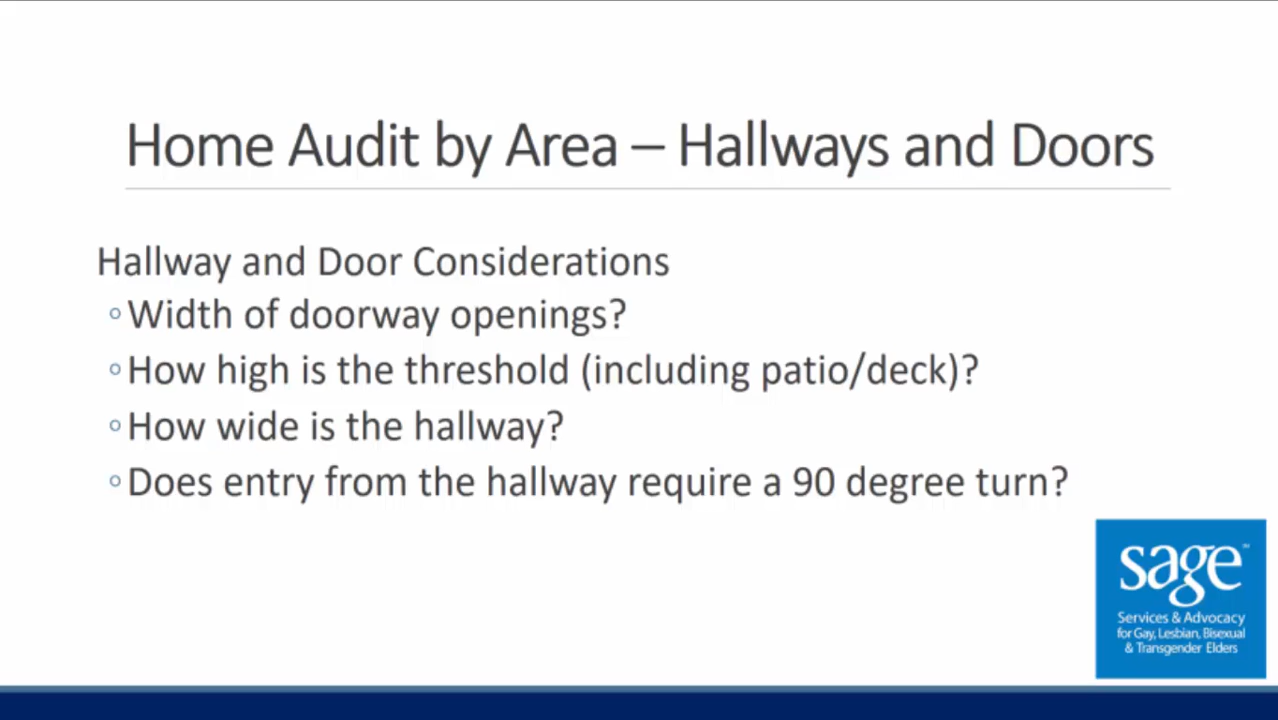 Home Audit by Area – Hallways and Doors
Hallway and Door Considerations
◦Width of doorway openings?
◦How high is the threshold (including patio/deck)?
◦How wide is the hallway?
◦Does entry from the hallway require a 90 degree turn?
sage™
Services & Advocacy
for Gay, Lesbian, Bisexual
& Transgender Elders